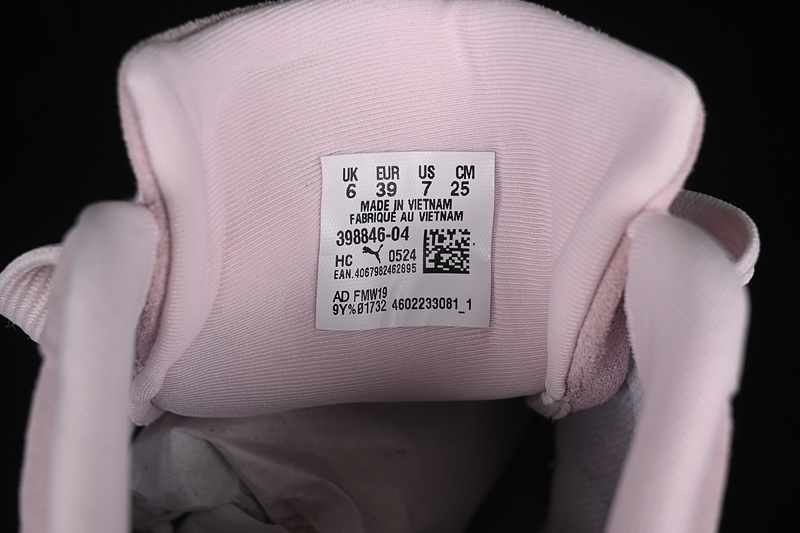 UK EUR US CM
6 39 7 25
MADE IN VIETNAM
FABRIQUÉ AU VIETNAM
398846-04
HC 0524
EAN.4067982462695
AD FMW19
9Y%Ø1732 4602233081_1